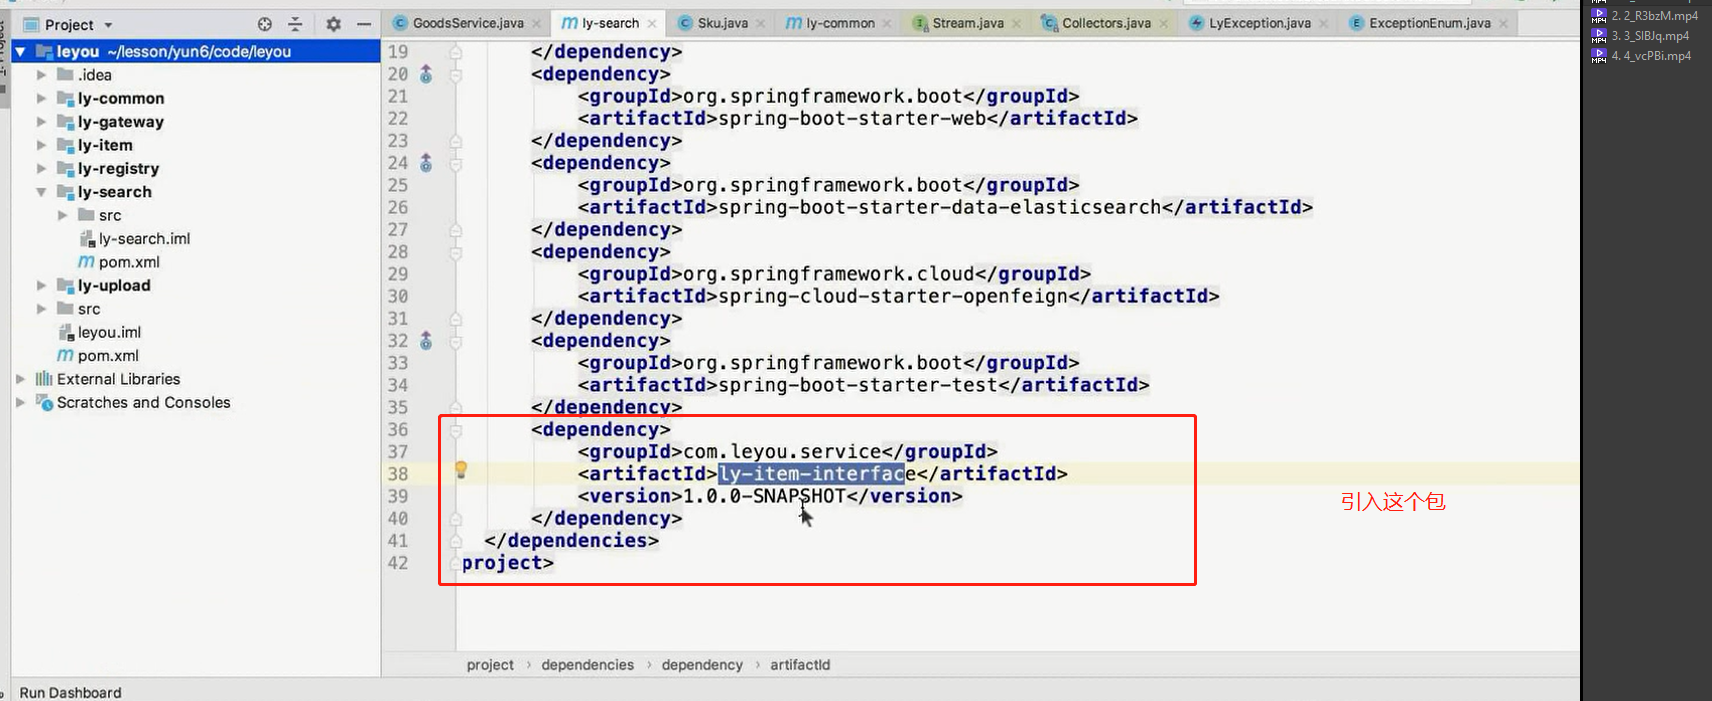 Project
GoodsService.java
ly-search
Sku.java
ly-common
Stream.java
Collectors.java
LyException.java
ExceptionEnum.java
leyou ~/lesson/yun6/code/leyou
.idea
ly-common
ly-gateway
ly-item
ly-registry
ly-search
src
ly-search.iml
pom.xml
ly-upload
src
leyou.iml
pom.xml
External Libraries
Scratches and Consoles
19 </dependency>
20 <dependency>
21 <groupId>org.springframework.boot</groupId>
22 <artifactId>spring-boot-starter-web</artifactId>
23 </dependency>
24 <dependency>
25 <groupId>org.springframework.boot</groupId>
26 <artifactId>spring-boot-starter-data-elasticsearch</artifactId>
27 </dependency>
28 <dependency>
29 <groupId>org.springframework.cloud</groupId>
30 <artifactId>spring-cloud-starter-openfeign</artifactId>
31 </dependency>
32 <dependency>
33 <groupId>org.springframework.boot</groupId>
34 <artifactId>spring-boot-starter-test</artifactId>
35 </dependency>
36 <dependency>
37 <groupId>com.leyou.service</groupId>
38 <artifactId>ly-item-interface</artifactId>
39 <version>1.0.0-SNAPSHOT</version>
40 </dependency>
41 </dependencies>
42 project>
引入这个包
project › dependencies › dependency › artifactId
Run Dashboard
2. 2_R3bzM.mp4
3. 3_SlBJq.mp4
4. 4_vcPBi.mp4